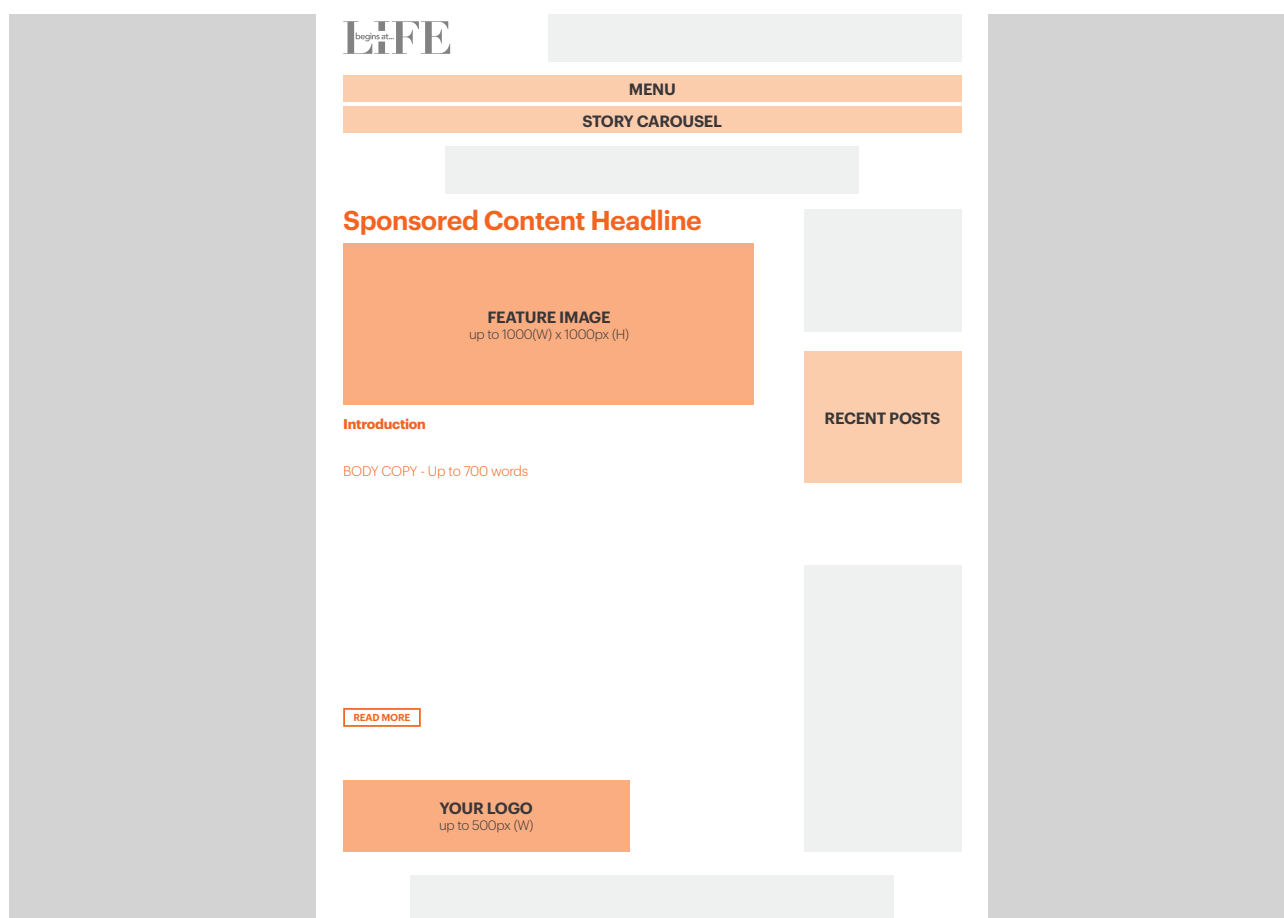 LIFE
begins at...
MENU
STORY CAROUSEL
Sponsored Content Headline
FEATURE IMAGE
up to 1000(W) x 1000px (H)
Introduction
RECENT POSTS
BODY COPY - Up to 700 words
READ MORE
YOUR LOGO
up to 500px (W)